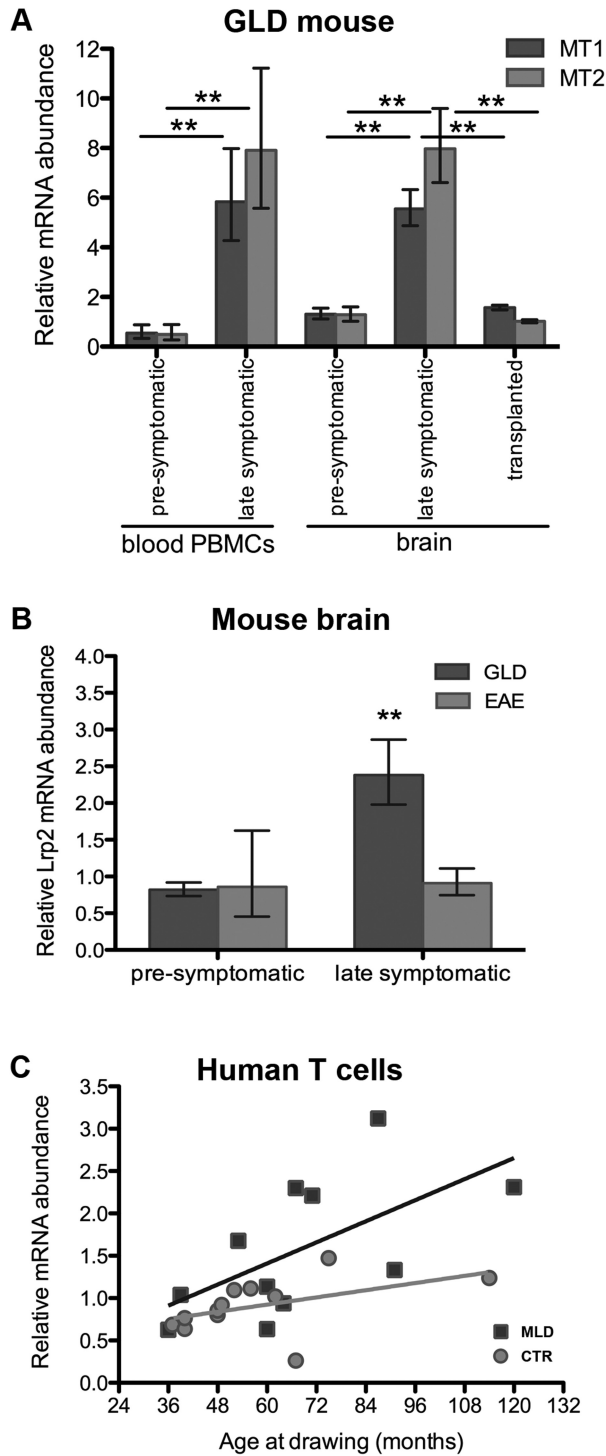 A
GLD mouse
MT1
MT2
Relative mRNA abundance
12
10
8
6
4
2
0
**
**
**
**
**
**
pre-symptomatic
late symptomatic
pre-symptomatic
late symptomatic
transplanted
blood PBMCs
brain
B
Mouse brain
GLD
EAE
Relative Lrp2 mRNA abundance
4.0
3.5
3.0
2.5
2.0
1.5
1.0
0.5
0.0
**
pre-symptomatic
late symptomatic
C
Human T cells
Relative mRNA abundance
3.5
3.0
2.5
2.0
1.5
1.0
0.5
0.0
MLD
CTR
24 36 48 60 72 84 96 108 120 132
Age at drawing (months)